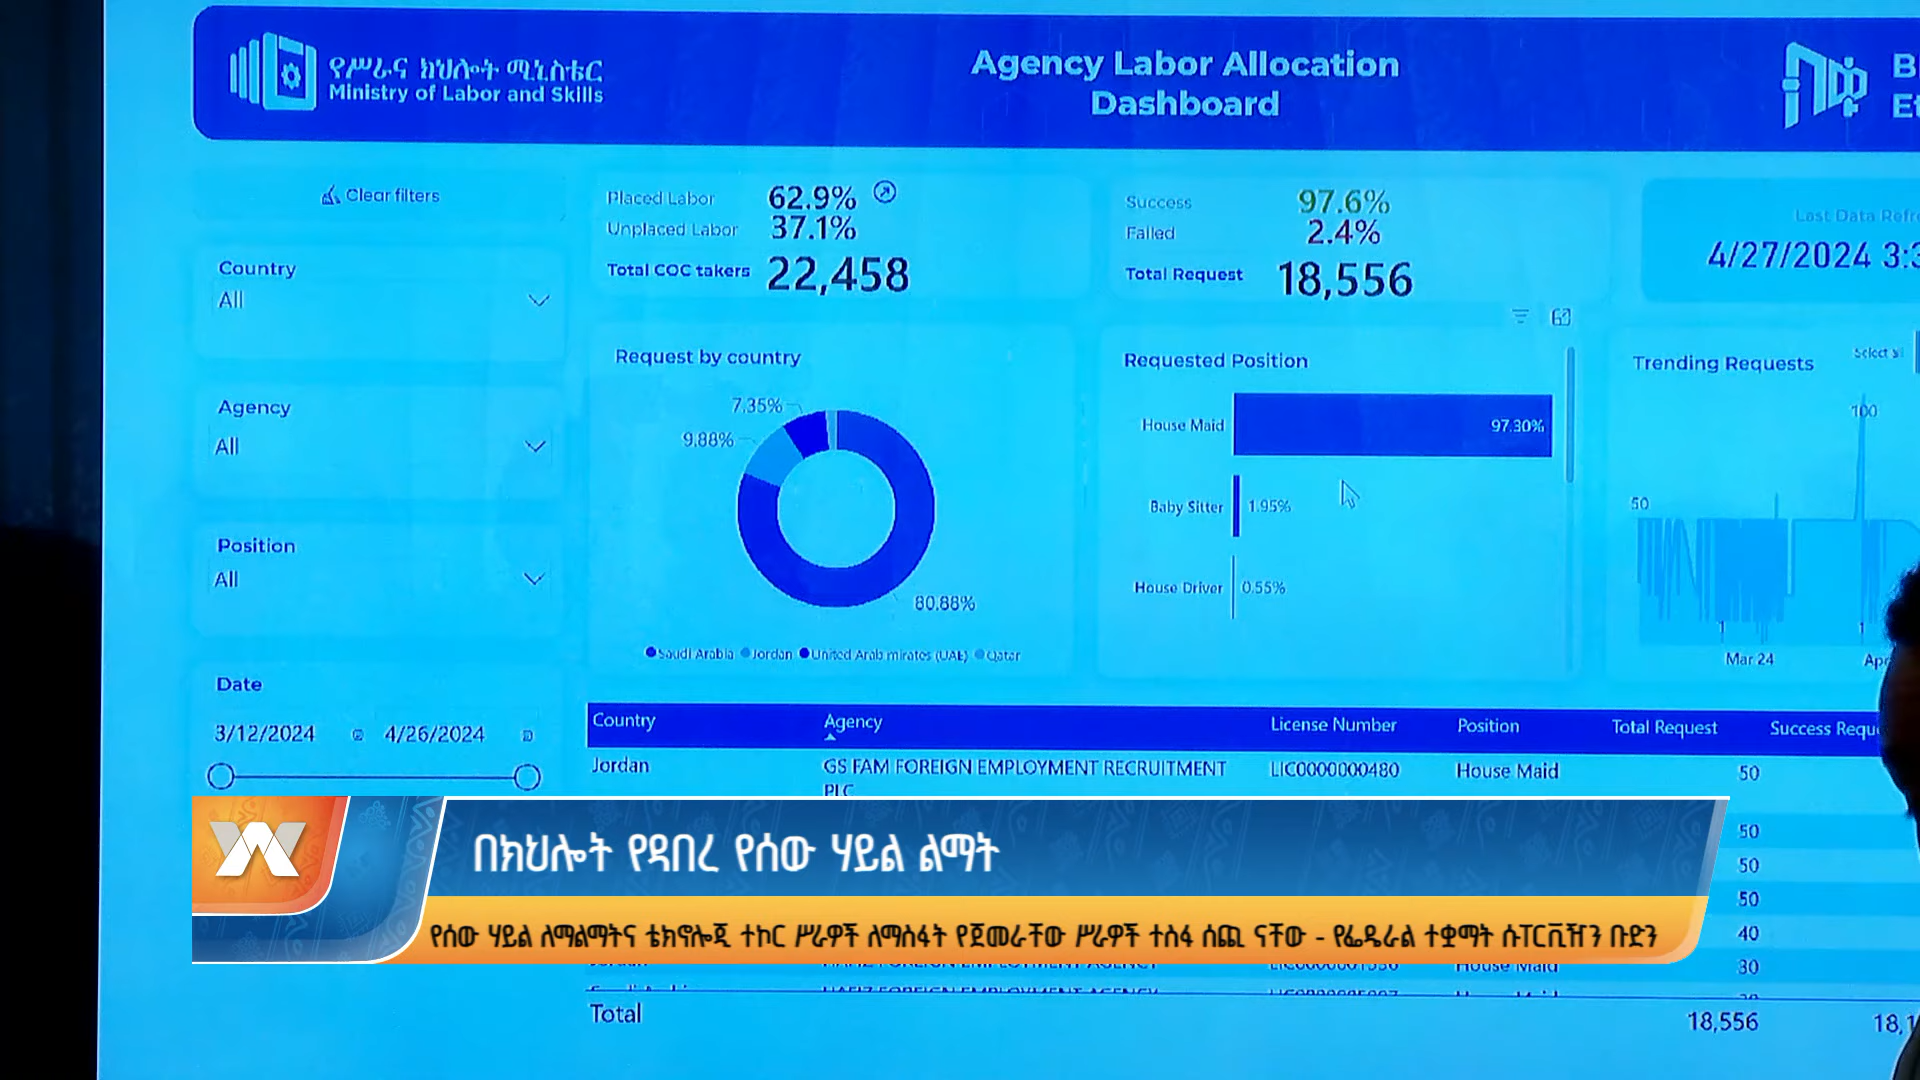 የሥራና ክህሎት ሚኒስቴር
Ministry of Labor and Skills
Agency Labor Allocation
Dashboard
Clear filters
Country
All
Agency
All
Position
All
Date
3/12/2024 4/26/2024
Placed Labor 62.9%
Unplaced Labor 37.1%
Total COC takers 22,458
Success 97.6%
Failed 2.4%
Total Request 18,556
Last Data
4/27/2024
Request by country
7.35%
9.88%
80.88%
Saudi Arabia Jordan United Arab mirates (UAE) Qatar
Requested Position
House Maid 97.30%
Baby Sitter 1.95%
House Driver 0.55%
Trending Requests
Select
100
50
1 1
Mar 24
Country Agency License Number Position Total Request Success
Jordan GS FAM FOREIGN EMPLOYMENT RECRUITMENT LIC0000000480 House Maid 50
PLC
50
50
50
40
30
Total 18,556
በክህሎት የዳበረ የሰው ሃይል ልማት
የሰው ሃይል ለማልማትና ቴክኖሎጂ ተኮር ሥራዎች ለማስፋት የጀመራቸው ሥራዎች ተስፋ ሰጪ ናቸው - የፌዴራል ተቋማት ሱፐርቪዥን ቡድን